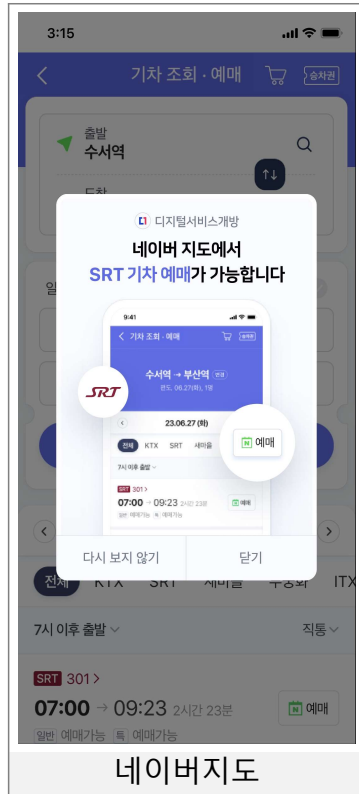 3:15
기차 조회 · 예매
승차권
출발
수서역
도착
디지털서비스개방
네이버 지도에서
SRT 기차 예매가 가능합니다
9:41
기차 조회 · 예매
수서역 → 부산역 변경
편도 06.27(화), 1명
SRT
23.06.27 (화)
전체 KTX SRT 새마을
N 예매
7시 이후 출발
SRT 301 >
07:00 → 09:23 2시간 23분
N 예매
일반 예매가능 특 예매가능
다시 보지 않기 닫기
전체 KTX SRT 새마을 무궁화 ITX
7시 이후 출발 직통
SRT 301 >
07:00 → 09:23 2시간 23분
N 예매
일반 예매가능 특 예매가능
네이버지도